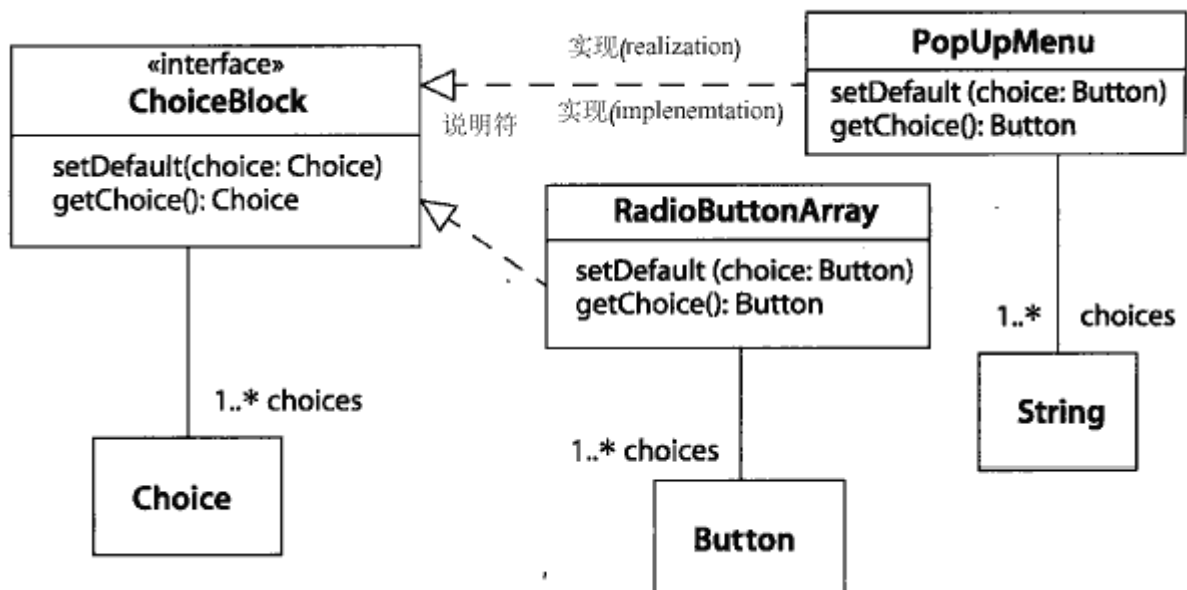 «interface»
ChoiceBlock
setDefault(choice: Choice)
getChoice(): Choice
1..* choices
Choice
实现(realization)
说明符
实现(implenemtation)
PopUpMenu
setDefault (choice: Button)
getChoice(): Button
1..* choices
String
RadioButtonArray
setDefault (choice: Button)
getChoice(): Button
1..* choices
Button